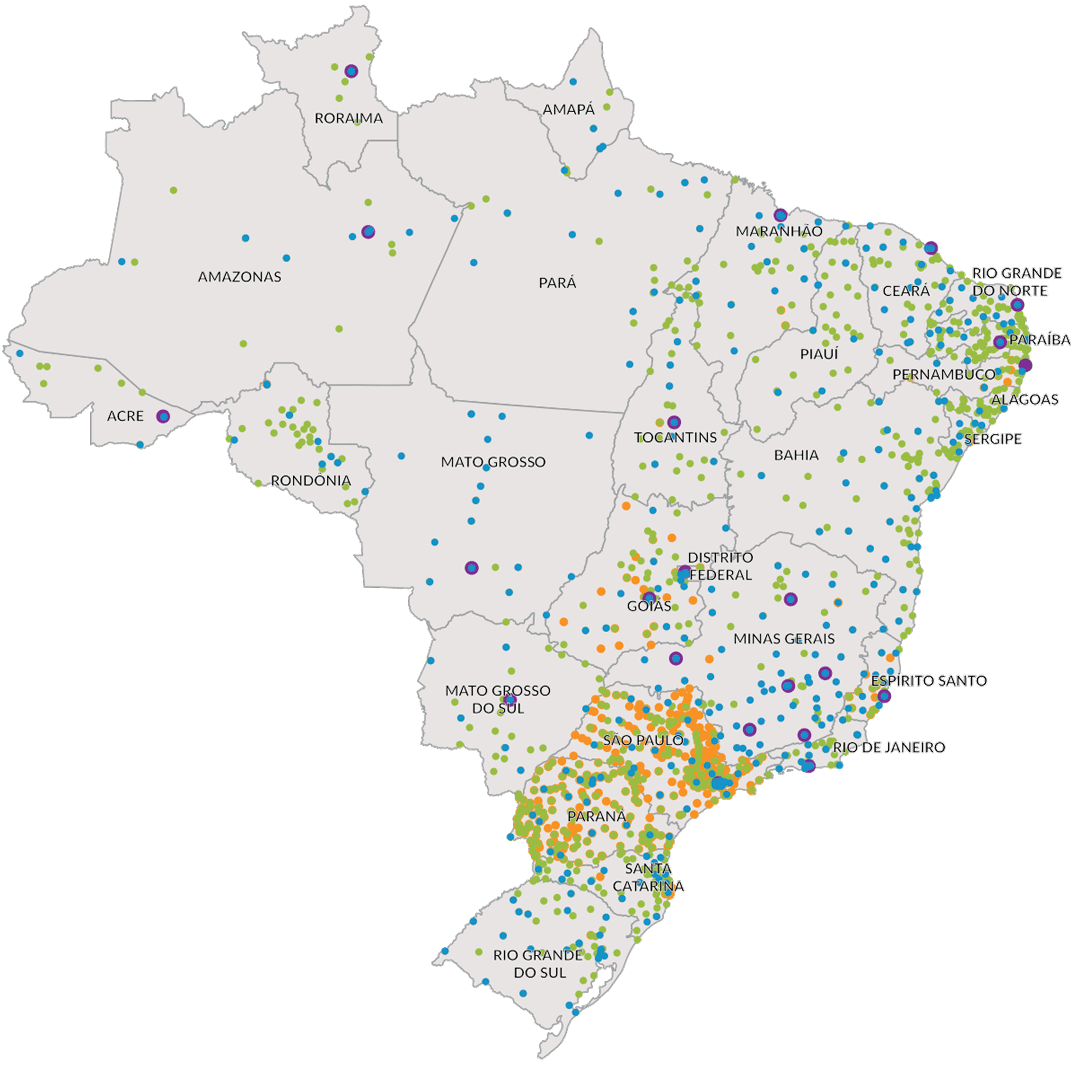 RORAIMA
AMAPÁ
AMAZONAS
PARÁ
MARANHÃO
CEARÁ
RIO GRANDE
DO NORTE
PARAÍBA
PIAUÍ
PERNAMBUCO
ALAGOAS
ACRE
TOCANTINS
SERGIPE
RONDÔNIA
MATO GROSSO
BAHIA
DISTRITO
FEDERAL
GOIÁS
MINAS GERAIS
MATO GROSSO
DO SUL
ESPÍRITO SANTO
SÃO PAULO
RIO DE JANEIRO
PARANÁ
SANTA
CATARINA
RIO GRANDE
DO SUL